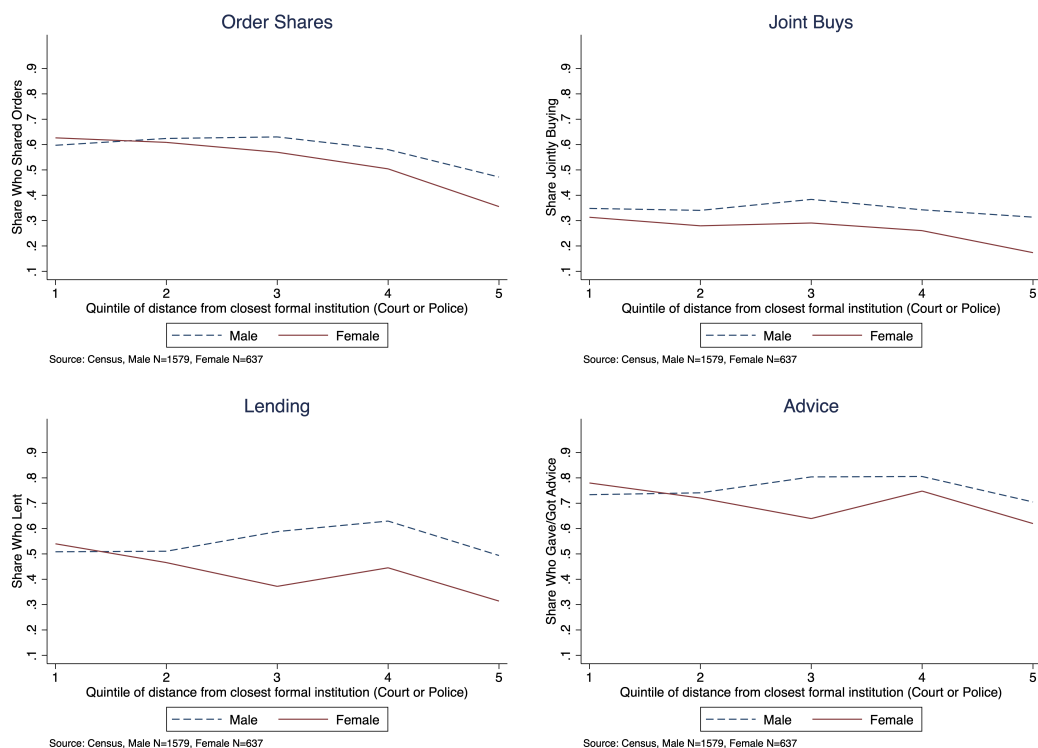 Order Shares
Share Who Shared Orders
.1 .2 .3 .4 .5 .6 .7 .8 .9
1 2 3 4 5
Quintile of distance from closest formal institution (Court or Police)
Male Female
Source: Census, Male N=1579, Female N=637
Joint Buys
Share Jointly Buying
.1 .2 .3 .4 .5 .6 .7 .8 .9
1 2 3 4 5
Quintile of distance from closest formal institution (Court or Police)
Male Female
Source: Census, Male N=1579, Female N=637
Lending
Share Who Lent
.1 .2 .3 .4 .5 .6 .7 .8 .9
1 2 3 4 5
Quintile of distance from closest formal institution (Court or Police)
Male Female
Source: Census, Male N=1579, Female N=637
Advice
Share Who Gave/Got Advice
.1 .2 .3 .4 .5 .6 .7 .8 .9
1 2 3 4 5
Quintile of distance from closest formal institution (Court or Police)
Male Female
Source: Census, Male N=1579, Female N=637